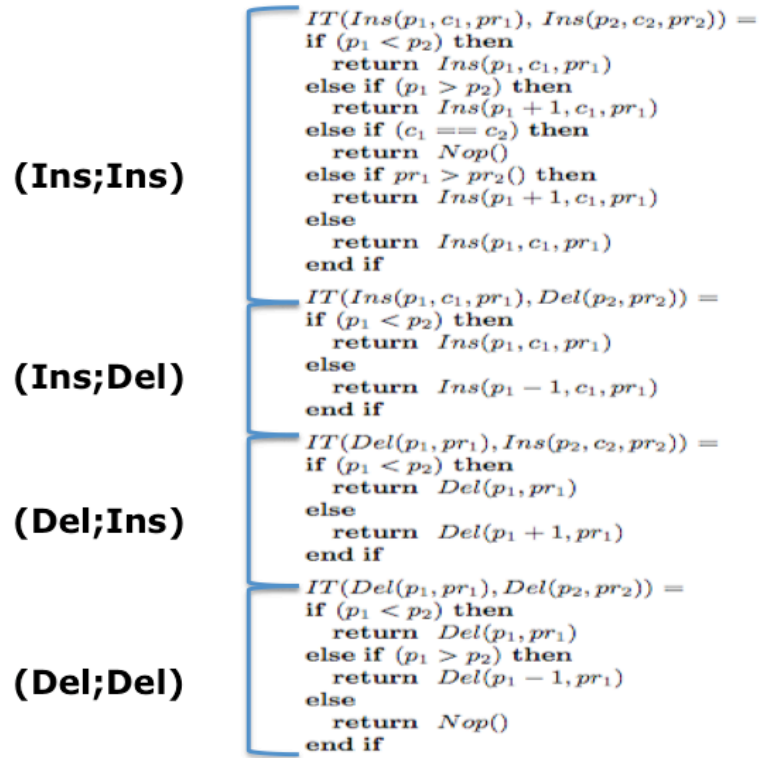 IT(Ins(p₁, c₁, pr₁), Ins(p₂, c₂, pr₂)) =
if (p₁ < p₂) then
return Ins(p₁, c₁, pr₁)
else if (p₁ > p₂) then
return Ins(p₁ + 1, c₁, pr₁)
else if (c₁ == c₂) then
return Nop()
(Ins;Ins)
else if pr₁ > pr₂() then
return Ins(p₁ + 1, c₁, pr₁)
else
return Ins(p₁, c₁, pr₁)
end if
IT(Ins(p₁, c₁, pr₁), Del(p₂, pr₂)) =
if (p₁ < p₂) then
return Ins(p₁, c₁, pr₁)
else
(Ins;Del)
return Ins(p₁ − 1, c₁, pr₁)
end if
IT(Del(p₁, pr₁), Ins(p₂, c₂, pr₂)) =
if (p₁ < p₂) then
return Del(p₁, pr₁)
else
(Del;Ins)
return Del(p₁ + 1, pr₁)
end if
IT(Del(p₁, pr₁), Del(p₂, pr₂)) =
if (p₁ < p₂) then
return Del(p₁, pr₁)
else if (p₁ > p₂) then
return Del(p₁ − 1, pr₁)
(Del;Del)
else
return Nop()
end if